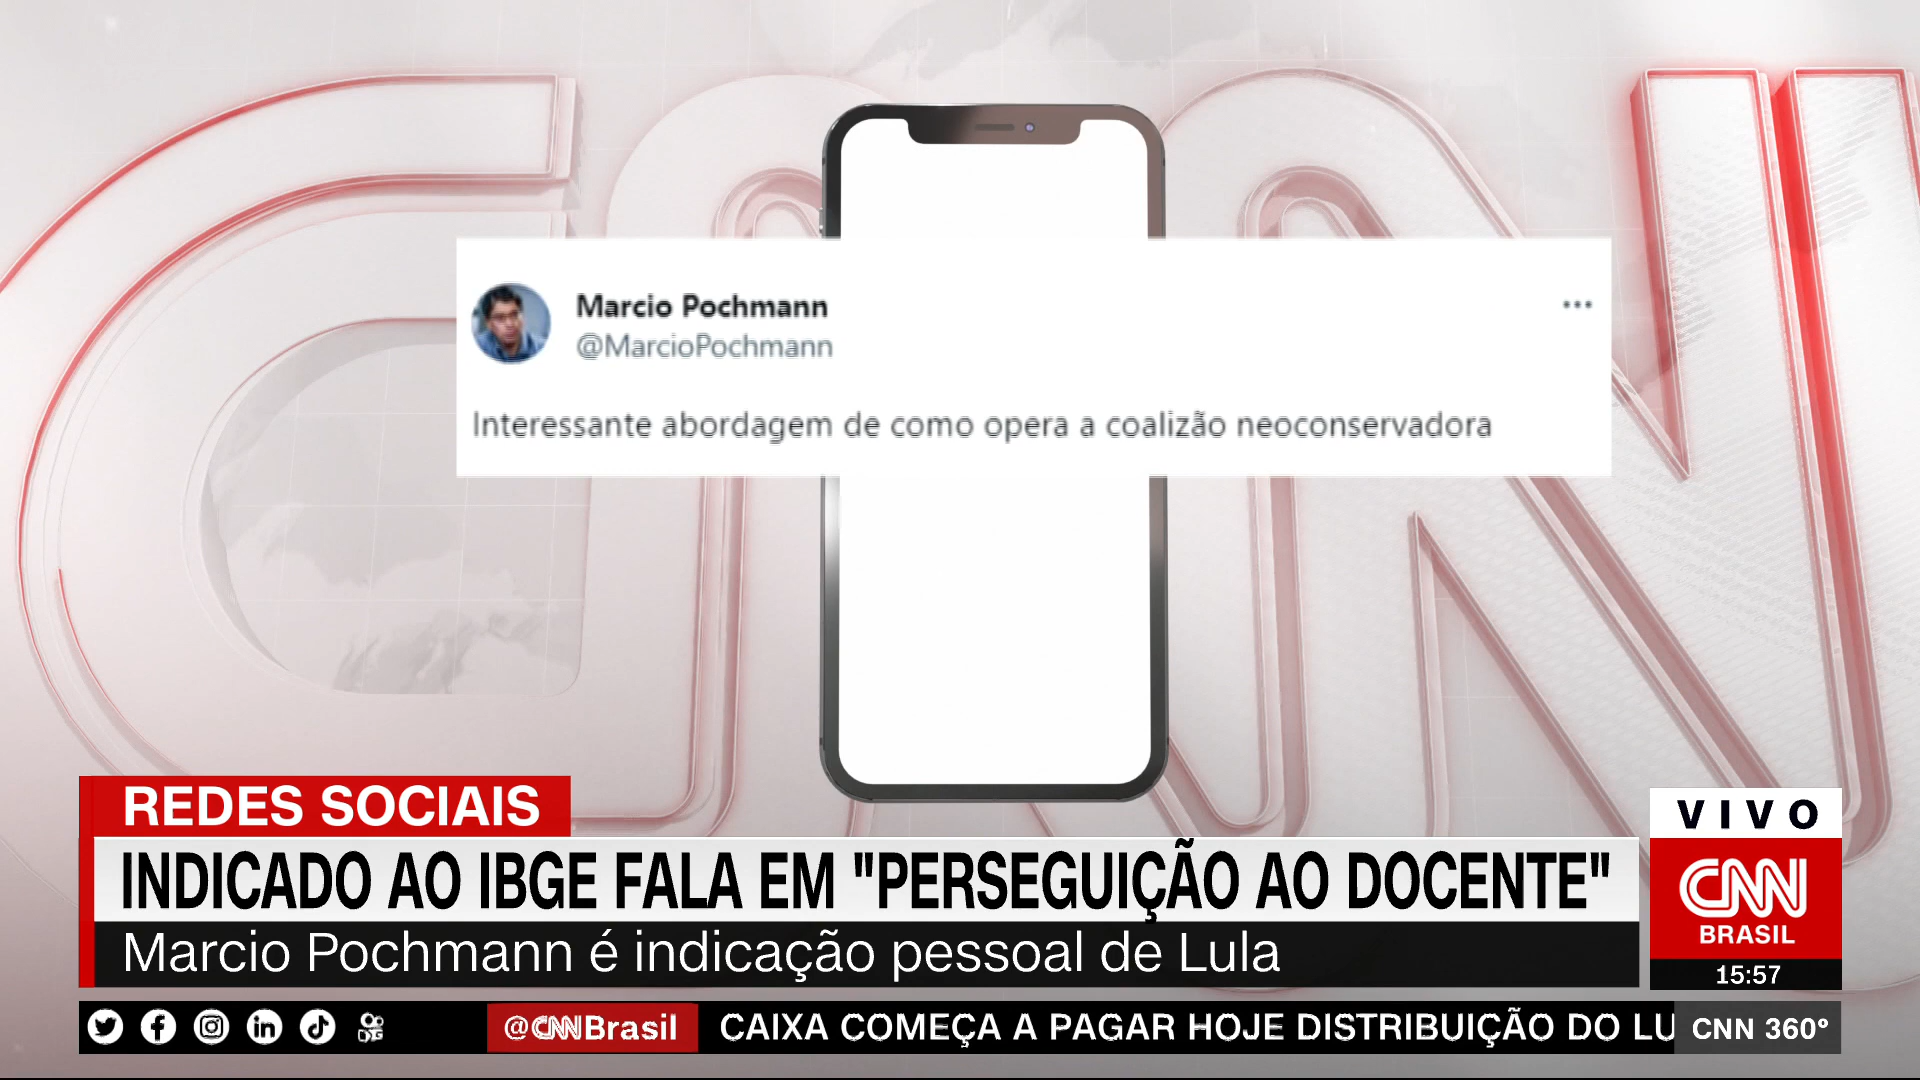 CNN
Marcio Pochmann
@MarcioPochmann
Interessante abordagem de como opera a coalizão neoconservadora
REDES SOCIAIS
INDICADO AO IBGE FALA EM "PERSEGUIÇÃO AO DOCENTE"
Marcio Pochmann é indicação pessoal de Lula
VIVO
CNN
BRASIL
15:57
@CNNBrasil
CAIXA COMEÇA A PAGAR HOJE DISTRIBUIÇÃO DO LU
CNN 360°